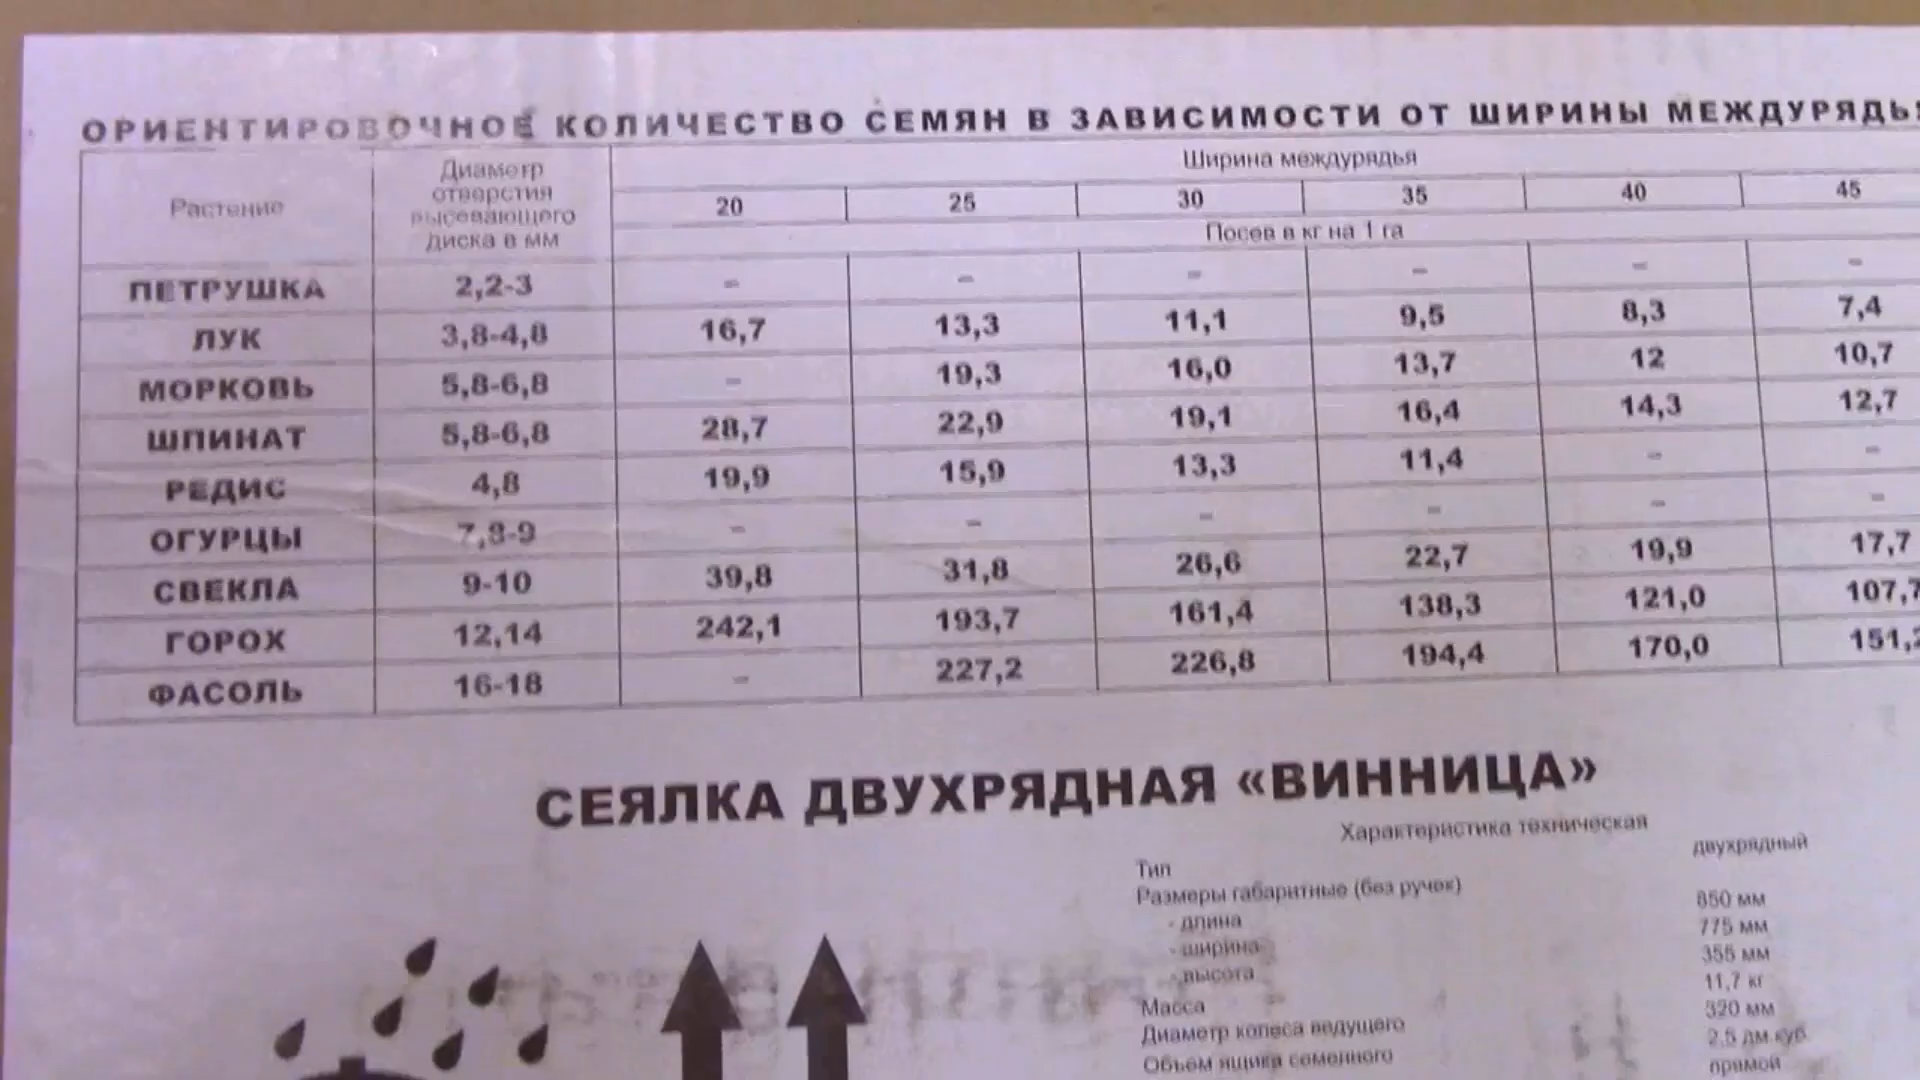 ОРИЕНТИРОВОЧНОЕ КОЛИЧЕСТВО СЕМЯН В ЗАВИСИМОСТИ ОТ ШИРИНЫ МЕЖДУРЯДЬ
Растение Диаметр отверстия высевающего диска в мм Ширина междурядья
20 25 30 35 40 45
Посев в кг на 1 га
ПЕТРУШКА 2,2-3 - - - - - -
ЛУК 3,8-4,8 16,7 13,3 11,1 9,5 8,3 7,4
МОРКОВЬ 5,8-6,8 - 19,3 16,0 13,7 12 10,7
ШПИНАТ 5,8-6,8 28,7 22,9 19,1 16,4 14,3 12,7
РЕДИС 4,8 19,9 15,9 13,3 11,4 - -
ОГУРЦЫ 7,8-9 - - - - - -
СВЕКЛА 9-10 39,8 31,8 26,6 22,7 19,9 17,7
ГОРОХ 12,14 242,1 193,7 161,4 138,3 121,0 107,7
ФАСОЛЬ 16-18 - 227,2 226,8 194,4 170,0 151,2
СЕЯЛКА ДВУХРЯДНАЯ «ВИННИЦА»
Характеристика техническая
Тип двухрядный
Размеры габаритные (без ручек)
- длина 850 мм
- ширина 775 мм
- высота 355 мм
Масса 11,7 кг
Диаметр колеса ведущего 320 мм
Объем ящика семенного 2,5 дм.куб.
прямой